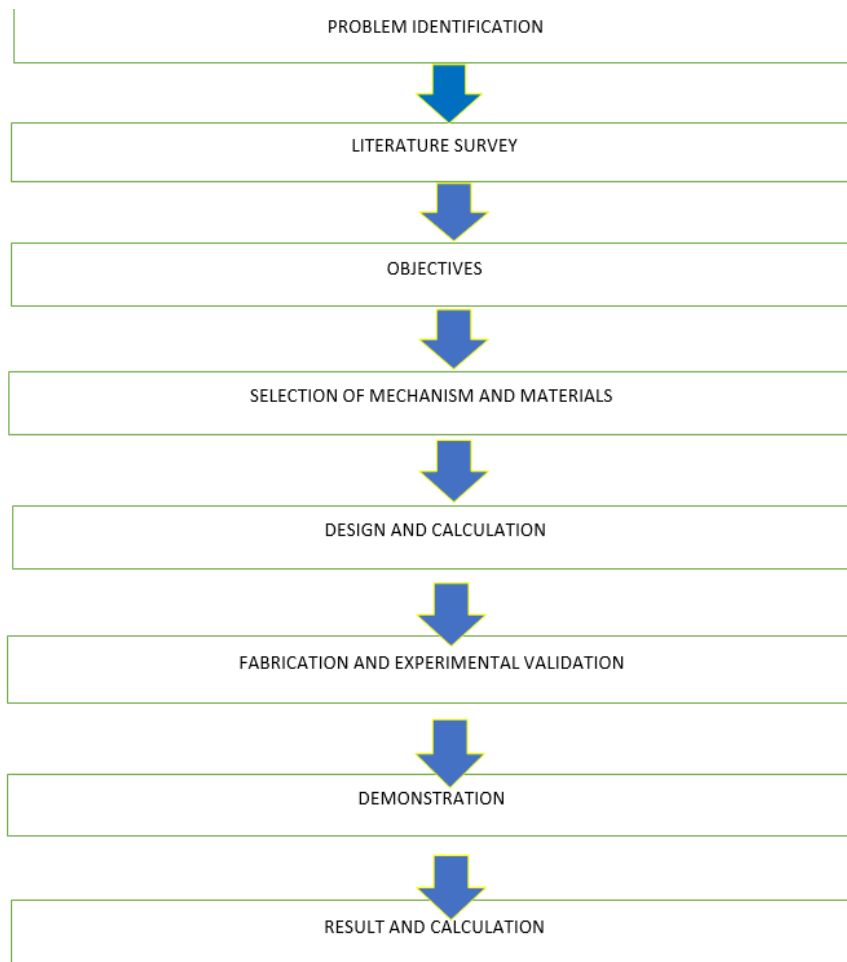 PROBLEM IDENTIFICATION
LITERATURE SURVEY
OBJECTIVES
SELECTION OF MECHANISM AND MATERIALS
DESIGN AND CALCULATION
FABRICATION AND EXPERIMENTAL VALIDATION
DEMONSTRATION
RESULT AND CALCULATION